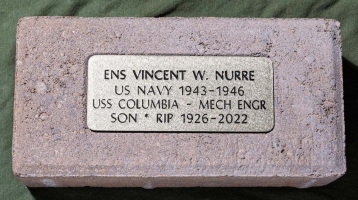 ENS VINCENT W. NURRE
US NAVY 1943-1946
USS COLUMBIA - MECH ENGR
SON * RIP 1926-2022